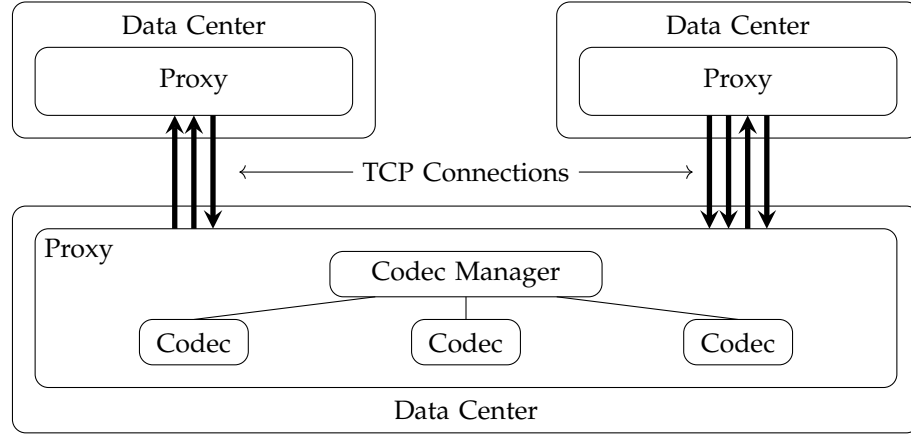 Data Center
Data Center
Proxy
Proxy
TCP Connections
Proxy
Codec Manager
Codec
Codec
Codec
Data Center